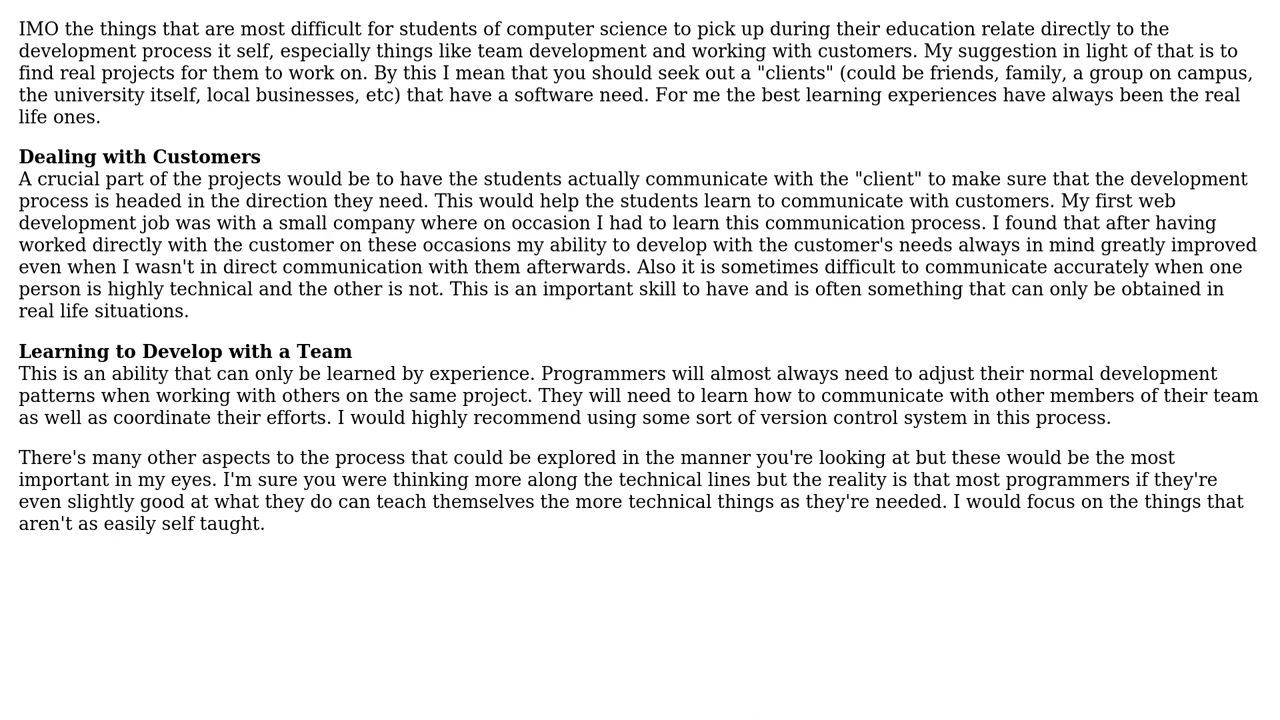 IMO the things that are most difficult for students of computer science to pick up during their education relate directly to the
development process it self, especially things like team development and working with customers. My suggestion in light of that is to
find real projects for them to work on. By this I mean that you should seek out a "clients" (could be friends, family, a group on campus,
the university itself, local businesses, etc) that have a software need. For me the best learning experiences have always been the real
life ones.
Dealing with Customers
A crucial part of the projects would be to have the students actually communicate with the "client" to make sure that the development
process is headed in the direction they need. This would help the students learn to communicate with customers. My first web
development job was with a small company where on occasion I had to learn this communication process. I found that after having
worked directly with the customer on these occasions my ability to develop with the customer's needs always in mind greatly improved
even when I wasn't in direct communication with them afterwards. Also it is sometimes difficult to communicate accurately when one
person is highly technical and the other is not. This is an important skill to have and is often something that can only be obtained in
real life situations.
Learning to Develop with a Team
This is an ability that can only be learned by experience. Programmers will almost always need to adjust their normal development
patterns when working with others on the same project. They will need to learn how to communicate with other members of their team
as well as coordinate their efforts. I would highly recommend using some sort of version control system in this process.
There's many other aspects to the process that could be explored in the manner you're looking at but these would be the most
important in my eyes. I'm sure you were thinking more along the technical lines but the reality is that most programmers if they're
even slightly good at what they do can teach themselves the more technical things as they're needed. I would focus on the things that
aren't as easily self taught.